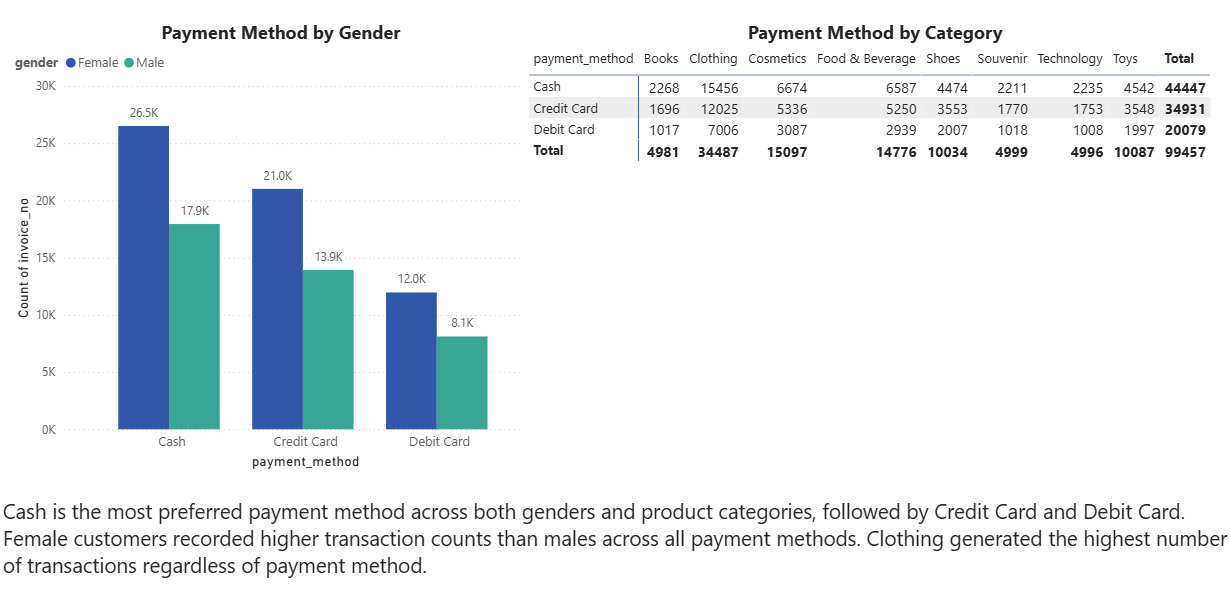 Payment Method by Gender
gender Female Male
30K
25K
20K
15K
10K
5K
0K
Count of invoice_no
26.5K
17.9K
21.0K
13.9K
12.0K
8.1K
Cash Credit Card Debit Card
payment_method
Payment Method by Category
payment_method Books Clothing Cosmetics Food & Beverage Shoes Souvenir Technology Toys Total
Cash 2268 15456 6674 6587 4474 2211 2235 4542 44447
Credit Card 1696 12025 5336 5250 3553 1770 1753 3548 34931
Debit Card 1017 7006 3087 2939 2007 1018 1008 1997 20079
Total 4981 34487 15097 14776 10034 4999 4996 10087 99457
Cash is the most preferred payment method across both genders and product categories, followed by Credit Card and Debit Card.
Female customers recorded higher transaction counts than males across all payment methods. Clothing generated the highest number
of transactions regardless of payment method.